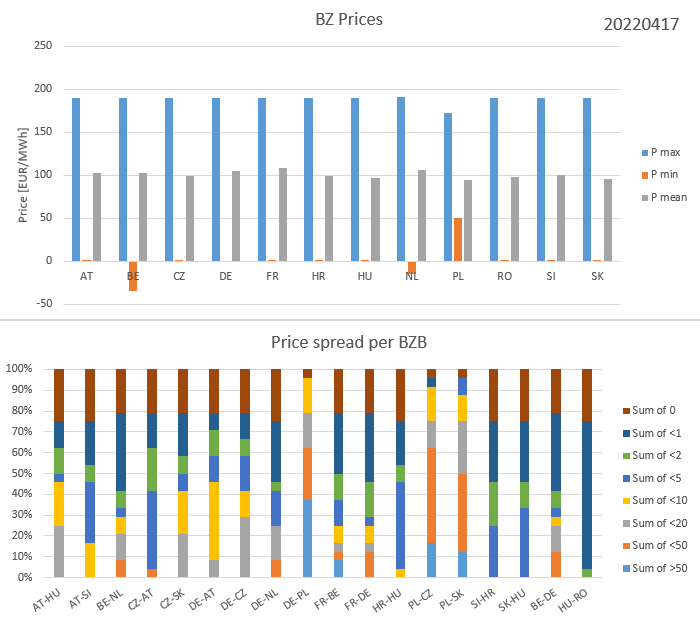 BZ Prices
20220417
250
200
150
100
50
0
-50
Price [EUR/MWh]
AT BE CZ DE FR HR HU NL PL RO SI SK
P max
P min
P mean
Price spread per BZB
100%
90%
80%
70%
60%
50%
40%
30%
20%
10%
0%
AT-HU AT-SI BE-NL CZ-AT CZ-SK DE-AT DE-CZ DE-NL DE-PL FR-BE FR-DE HR-HU PL-CZ PL-SK SI-HR SK-HU BE-DE HU-RO
Sum of 0
Sum of <1
Sum of <2
Sum of <5
Sum of <10
Sum of <20
Sum of <50
Sum of >50